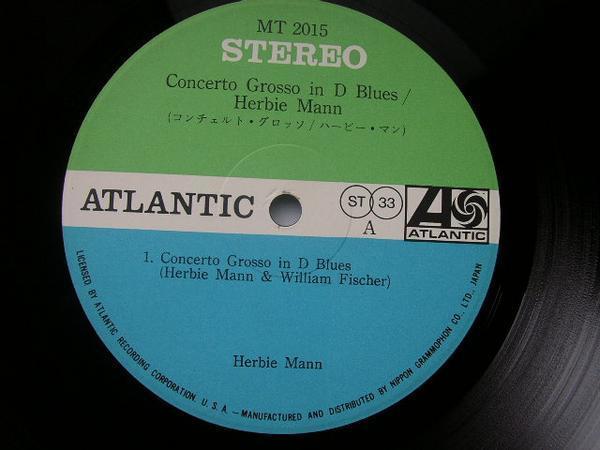 MT 2015
STEREO
Concerto Grosso in D Blues /
Herbie Mann
(コンチェルト・グロッソ / ハービー・マン)
ATLANTIC
ST 33
A
ATLANTIC
1. Concerto Grosso in D Blues
(Herbie Mann & William Fischer)
Herbie Mann
LICENSED BY ATLANTIC RECORDING CORPORATION, U. S. A. — MANUFACTURED AND DISTRIBUTED BY NIPPON GRAMMOPHON CO., LTD., JAPAN